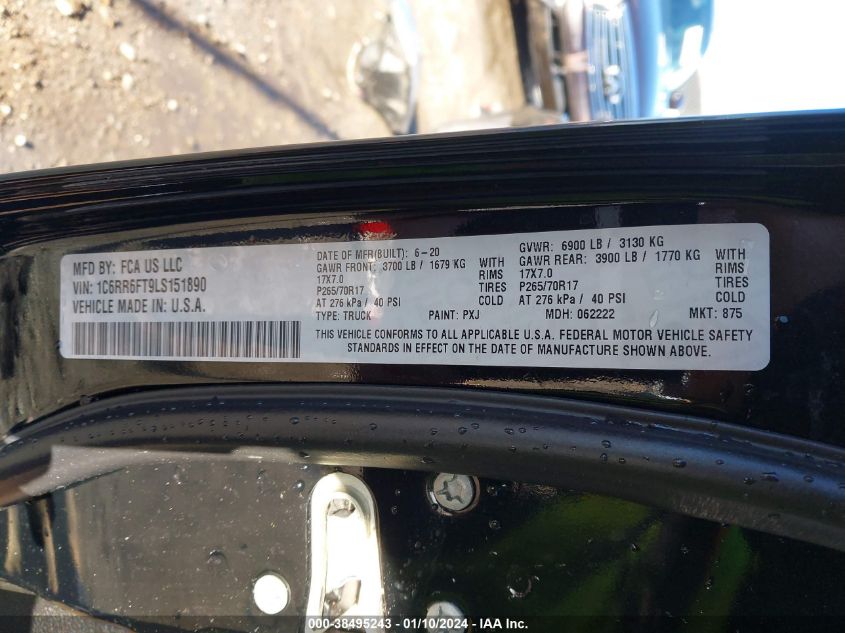 MFD BY: FCA US LLC
VIN: 1C6RR6FT9LS151890
VEHICLE MADE IN: U.S.A.
DATE OF MFR(BUILT): 6-20
GAWR FRONT: 3700 LB / 1679 KG WITH
17X7.0 RIMS
P265/70R17 TIRES
AT 276 kPa / 40 PSI COLD
TYPE: TRUCK PAINT: PXJ
GVWR: 6900 LB / 3130 KG
GAWR REAR: 3900 LB / 1770 KG WITH
17X7.0 RIMS
P265/70R17 TIRES
AT 276 kPa / 40 PSI COLD
MDH: 062222 MKT: 875
THIS VEHICLE CONFORMS TO ALL APPLICABLE U.S.A. FEDERAL MOTOR VEHICLE SAFETY
STANDARDS IN EFFECT ON THE DATE OF MANUFACTURE SHOWN ABOVE.
000-38495243 - 01/10/2024 - IAA Inc.